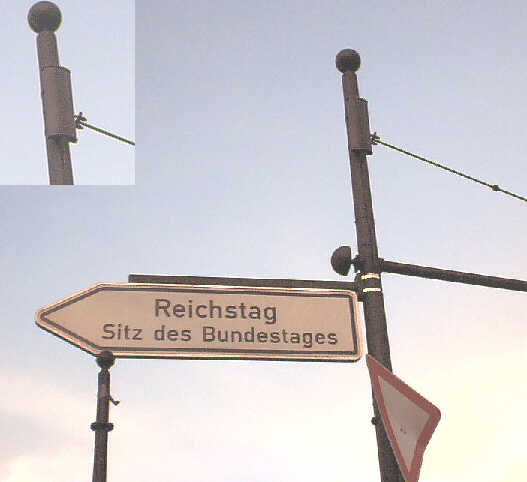 Reichstag
Sitz des Bundestages